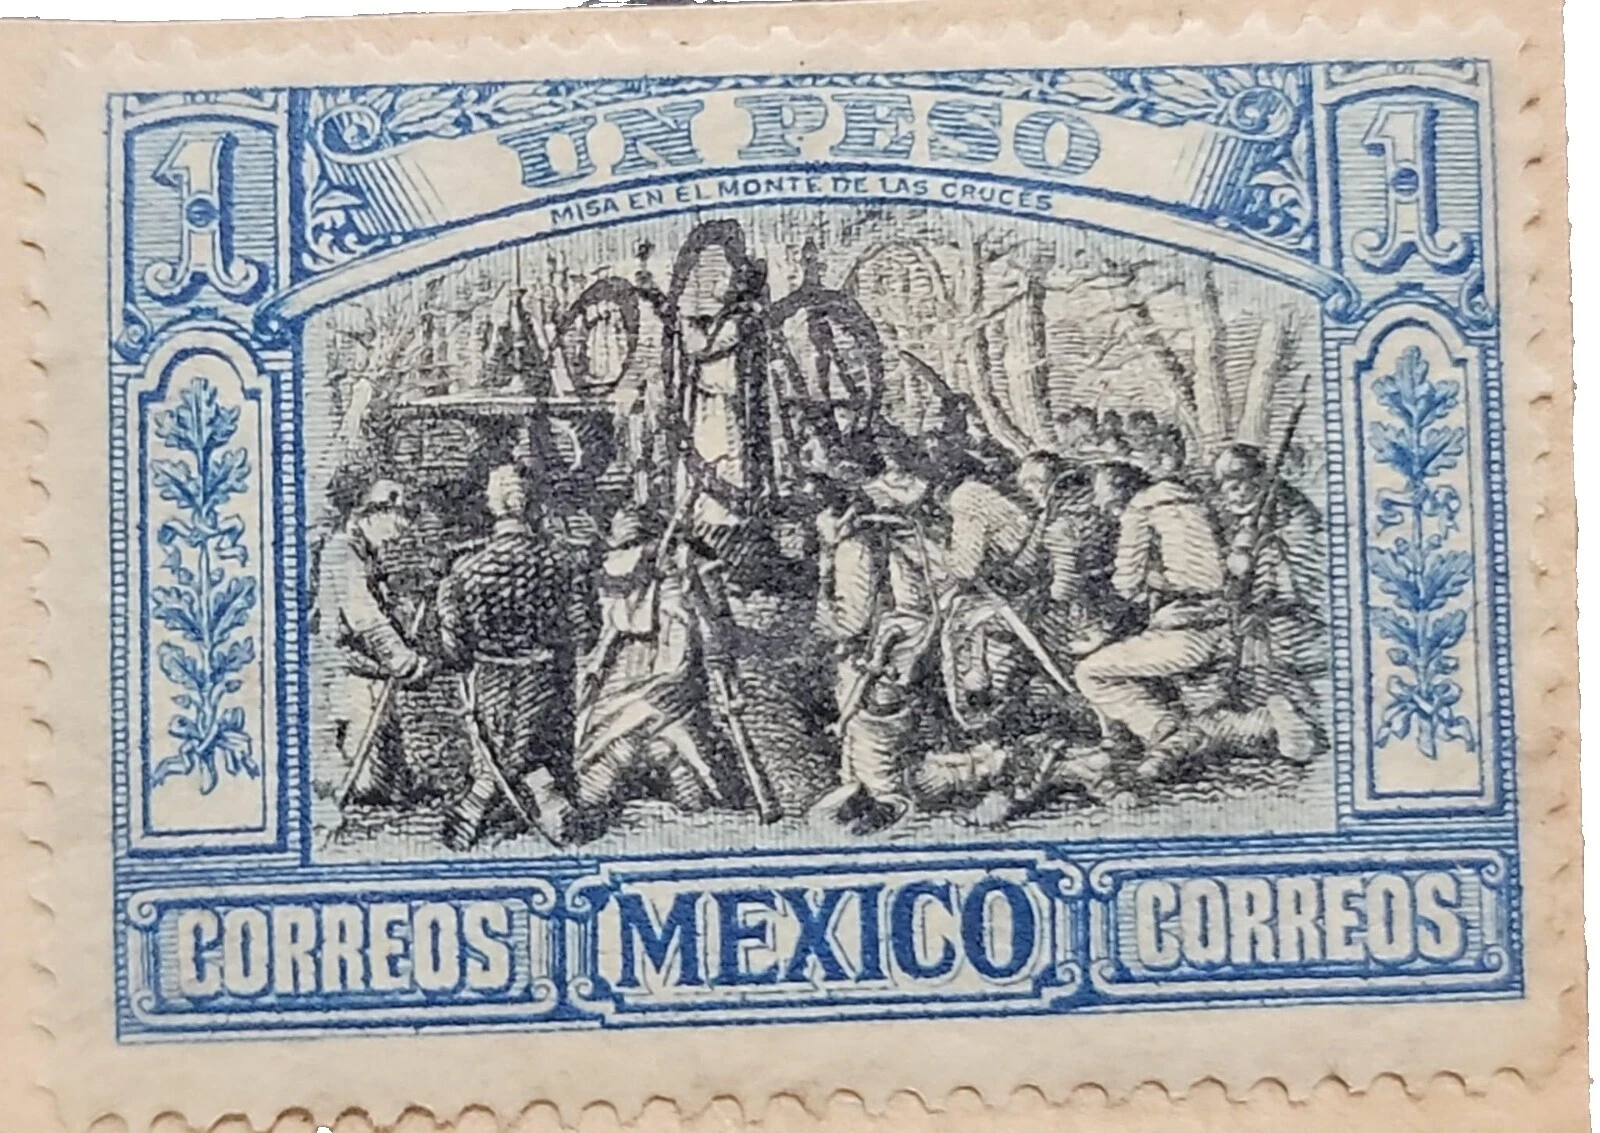 1 UN PESO 1
MISA EN EL MONTE DE LAS CRUCES
CORREOS MEXICO CORREOS